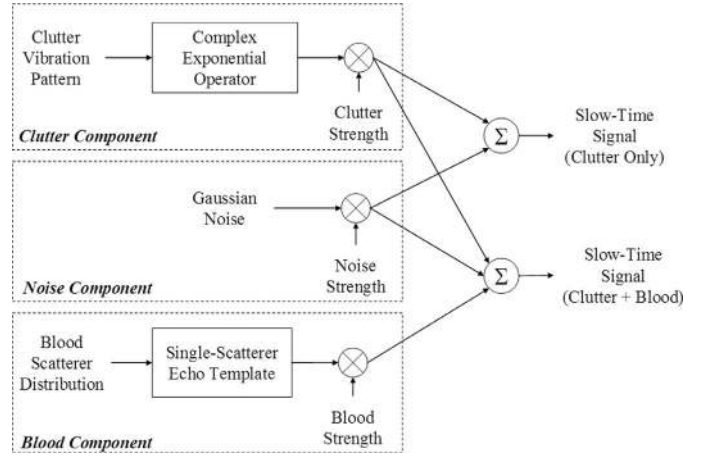 Clutter
Vibration
Pattern
Complex
Exponential
Operator
Clutter
Strength
Clutter Component
Σ
Slow-Time
Signal
(Clutter Only)
Gaussian
Noise
Noise
Strength
Noise Component
Σ
Slow-Time
Signal
(Clutter + Blood)
Blood
Scatterer
Distribution
Single-Scatterer
Echo Template
Blood
Strength
Blood Component